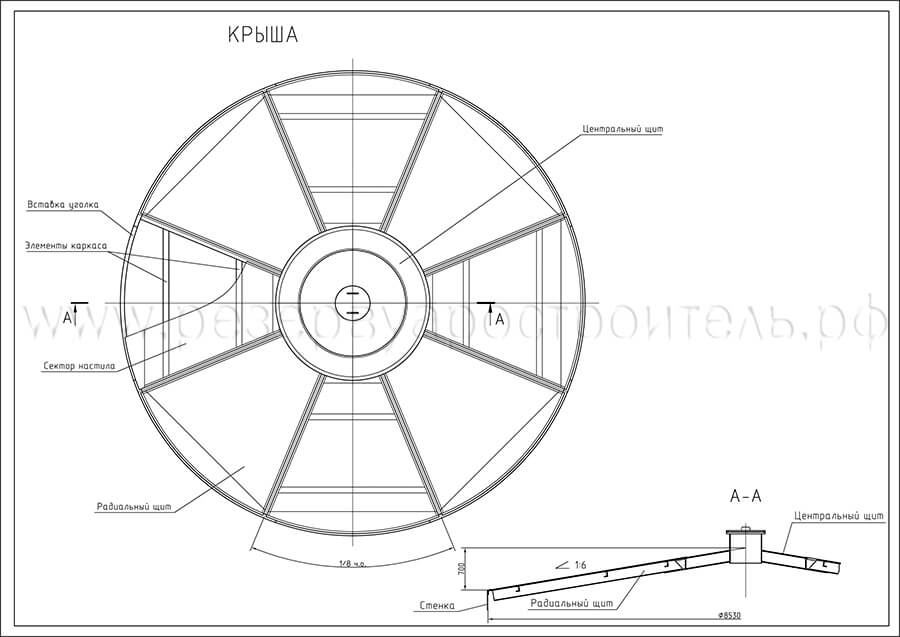 КРЫША
Центральный щит
Вставка уголка
Элементы каркаса
www.резервуаростроитель.рф
А
А
Сектор настила
Радиальный щит
1/8 ч.о.
А-А
Центральный щит
700
1:6
Стенка
Радиальный щит
Ф8530